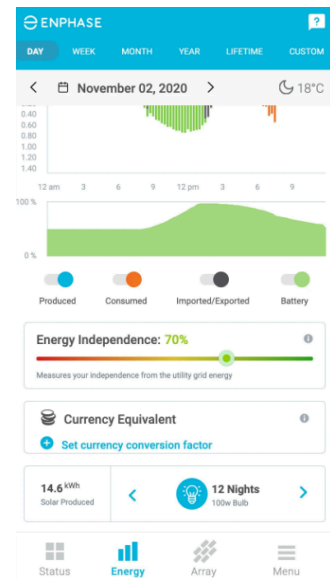 ENPHASE
?
DAY WEEK MONTH YEAR LIFETIME CUSTOM
< November 02, 2020 > 18°C
0.40
0.60
0.80
1.00
1.20
1.40
12 am 3 6 9 12 pm 3 6 9
100 %
0 %
Produced Consumed Imported/Exported Battery
Energy Independence: 70%
Measures your independence from the utility grid energy
Currency Equivalent
Set currency conversion factor
14.6 kWh
Solar Produced
12 Nights
100w Bulb
Status Energy Array Menu